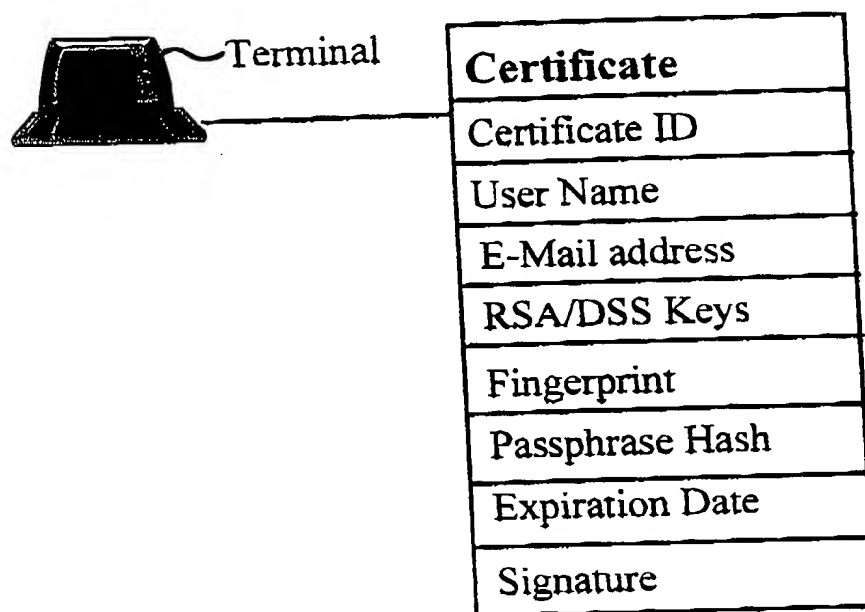 Terminal
Certificate
Certificate ID
User Name
E-Mail address
RSA/DSS Keys
Fingerprint
Passphrase Hash
Expiration Date
Signature